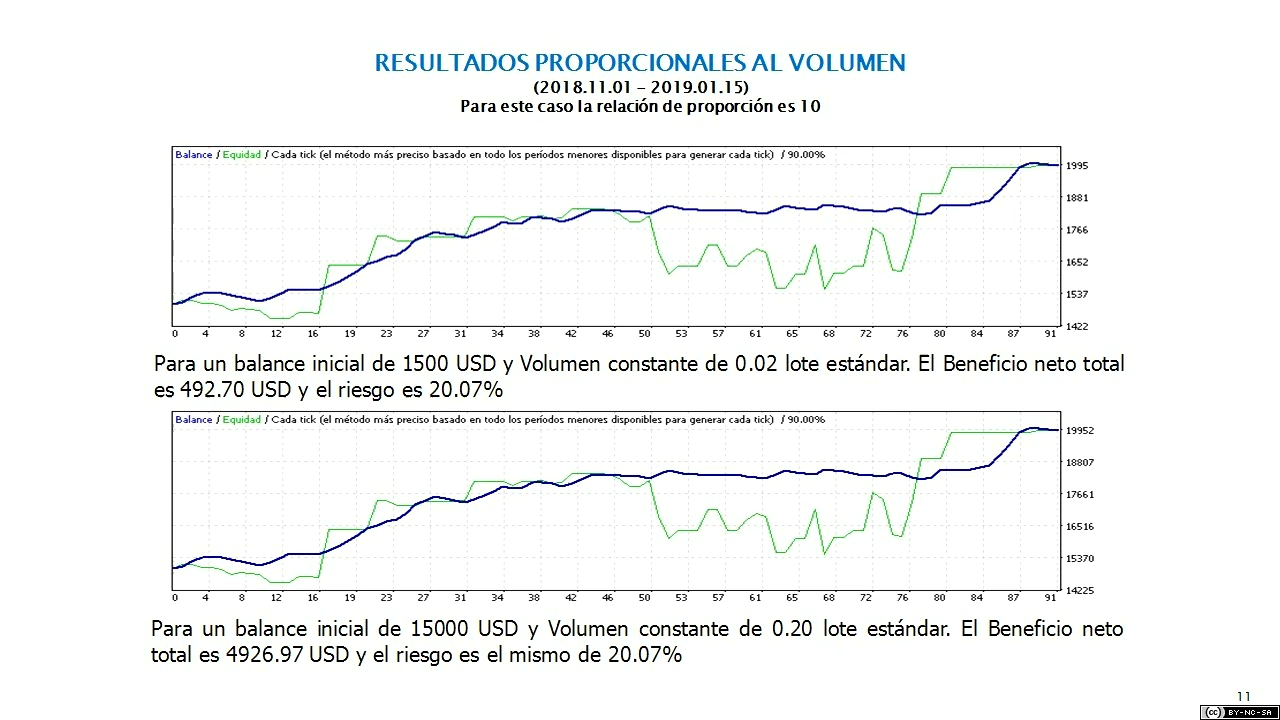 RESULTADOS PROPORCIONALES AL VOLUMEN
(2018.11.01 – 2019.01.15)
Para este caso la relación de proporción es 10
Balance / Equidad / Cada tick (el método más preciso basado en todo los períodos menores disponibles para generar cada tick) / 90.00%
1995
1881
1766
1652
1537
1422
0 4 8 12 16 19 23 27 31 34 38 42 46 50 53 57 61 65 68 72 76 80 84 87 91
Para un balance inicial de 1500 USD y Volumen constante de 0.02 lote estándar. El Beneficio neto total
es 492.70 USD y el riesgo es 20.07%
Balance / Equidad / Cada tick (el método más preciso basado en todo los períodos menores disponibles para generar cada tick) / 90.00%
19952
18807
17661
16516
15370
14225
0 4 8 12 16 19 23 27 31 34 38 42 46 50 53 57 61 65 68 72 76 80 84 87 91
Para un balance inicial de 15000 USD y Volumen constante de 0.20 lote estándar. El Beneficio neto
total es 4926.97 USD y el riesgo es el mismo de 20.07%
11
cc BY-NC-SA